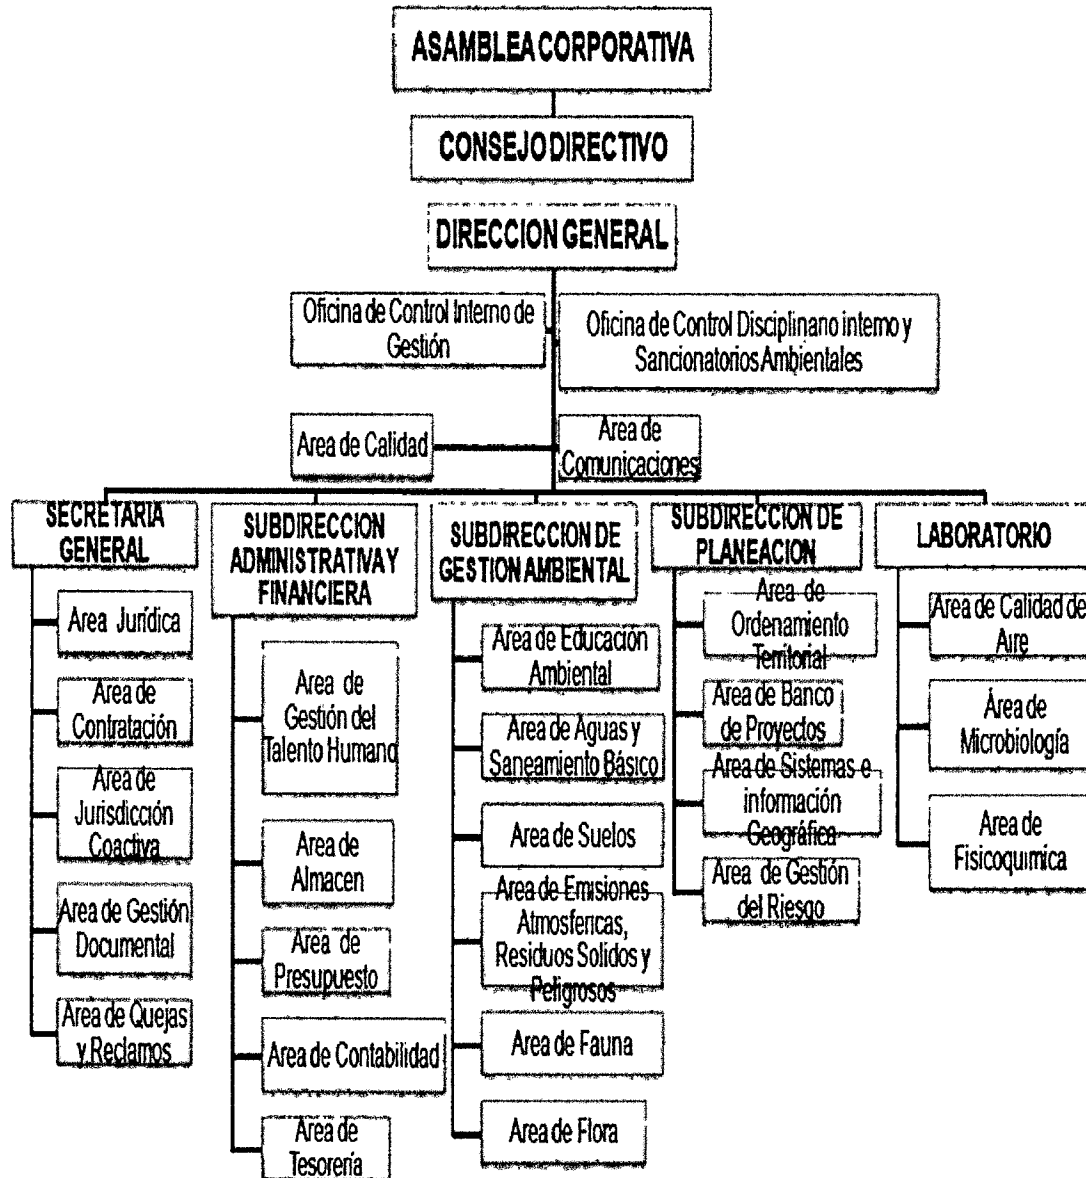 ASAMBLEA CORPORATIVA
CONSEJO DIRECTIVO
DIRECCION GENERAL
Oficina de Control Interno de
Gestión
Oficina de Control Disciplinario interno y
Sancionatorios Ambientales
Area de Calidad
Area de
Comunicaciones
SECRETARIA
GENERAL
Area Jurídica
Area de
Contratación
Area de
Jurisdicción
Coactiva
Area de Gestión
Documental
Area de Quejas
y Reclamos
SUBDIRECCION
ADMINISTRATIVA Y
FINANCIERA
Area de
Gestión del
Talento Humano
Area de
Almacen
Area de
Presupuesto
Area de Contabilidad
Area de
Tesorería
SUBDIRECCION DE
GESTION AMBIENTAL
Area de Educación
Ambiental
Area de Aguas y
Saneamiento Básico
Area de Suelos
Area de Emisiones
Atmosfericas,
Residuos Solidos y
Peligrosos
Area de Fauna
Area de Flora
SUBDIRECCION DE
PLANEACION
Area de
Ordenamiento
Territorial
Area de Banco
de Proyectos
Area de Sistemas e
información
Geográfica
Area de Gestión
del Riesgo
LABORATORIO
Area de Calidad de
Aire
Área de
Microbiología
Area de
Fisicoquimica